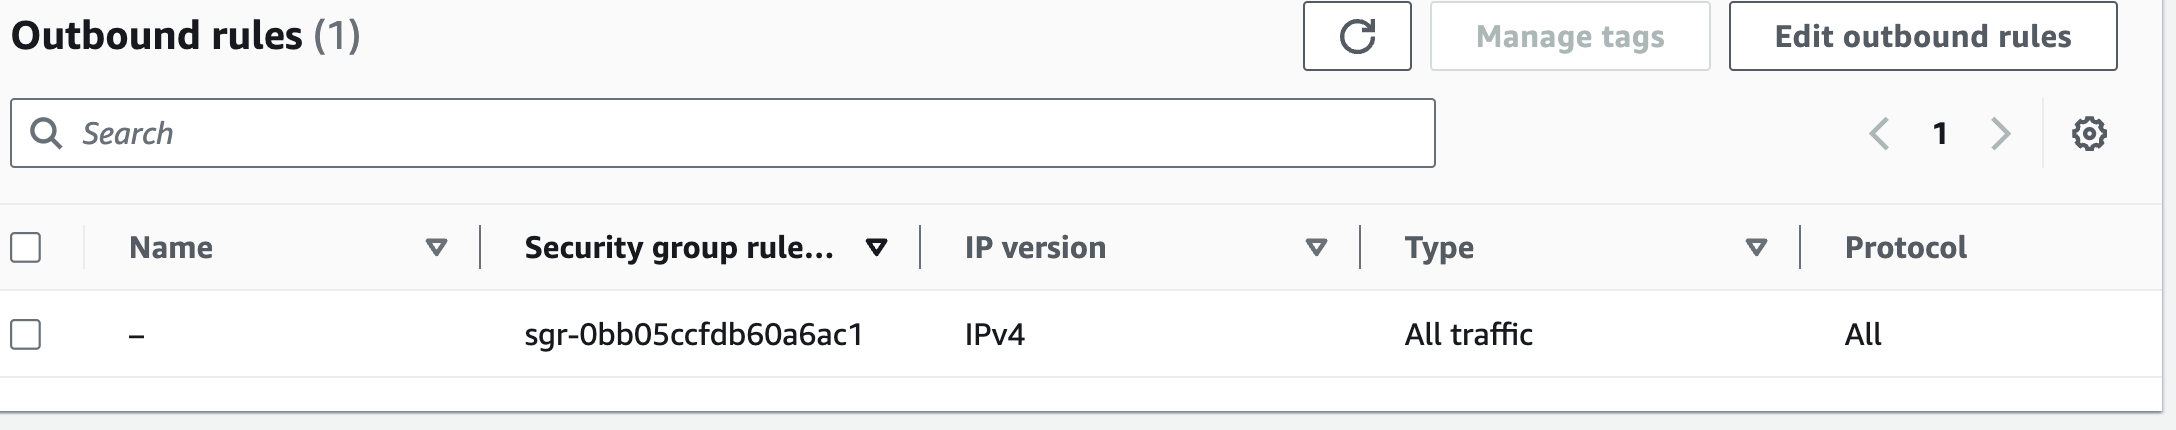 Outbound rules (1)
Manage tags
Edit outbound rules
Search
1
Name
Security group rule...
IP version
Type
Protocol
–
sgr-0bb05ccfdb60a6ac1
IPv4
All traffic
All